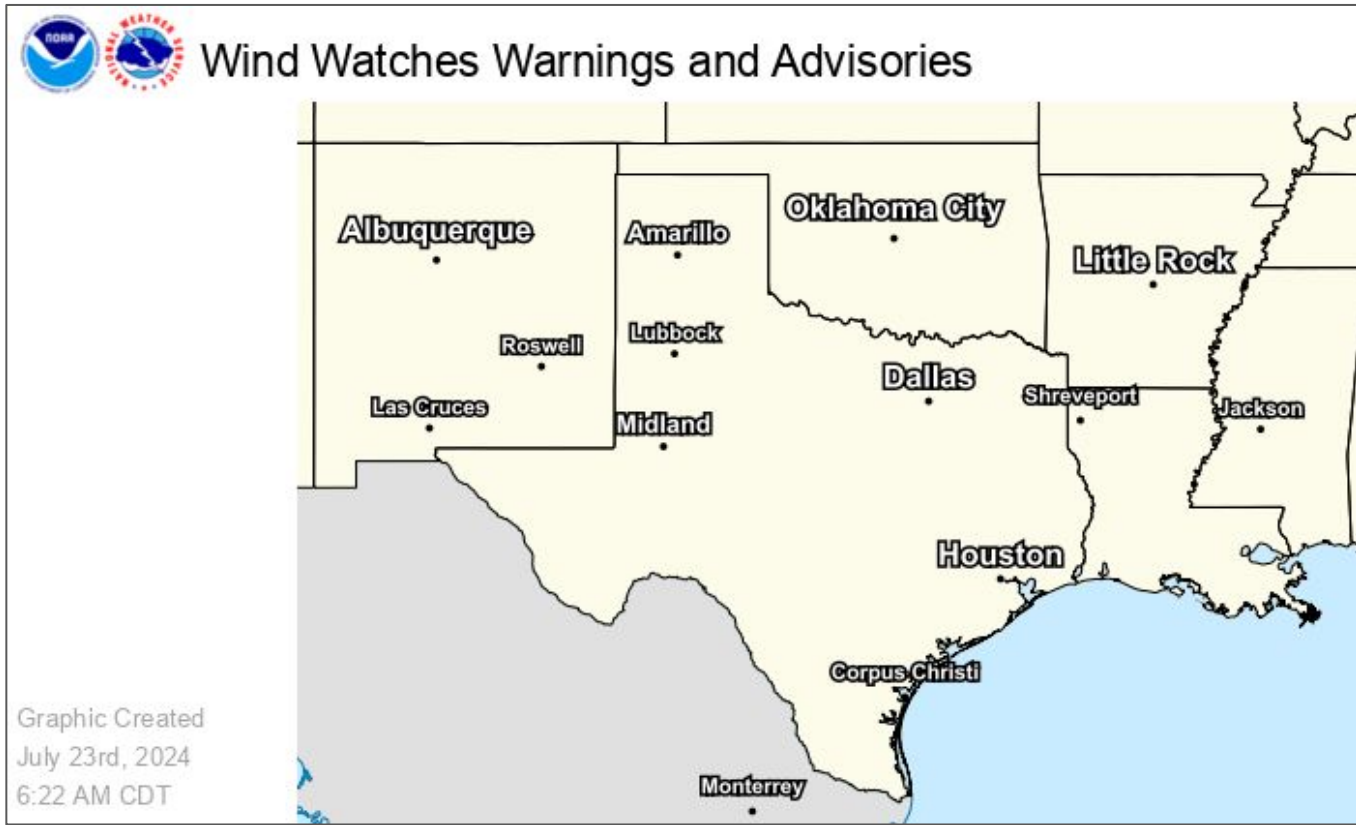 NOAA
NATIONAL WEATHER SERVICE
Wind Watches Warnings and Advisories
Oklahoma City
Albuquerque
Amarillo
Little Rock
Lubbock
Roswell
Dallas
Shreveport
Las Cruces
Jackson
Midland
Houston
Corpus Christi
Graphic Created
July 23rd, 2024
6:22 AM CDT
Monterrey